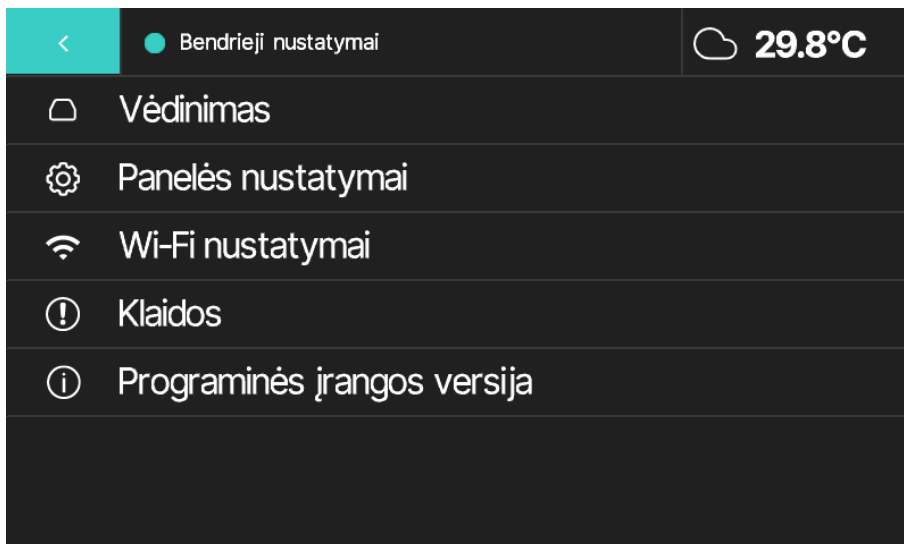 Bendrieji nustatymai
29.8°C
Vėdinimas
Panelės nustatymai
Wi-Fi nustatymai
Klaidos
Programinės įrangos versija